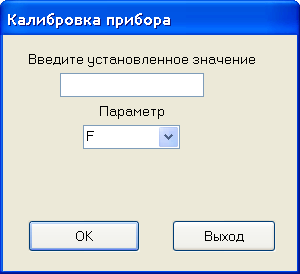 Калибровка прибора
Введите установленное значение
Параметр
F
OK
Выход